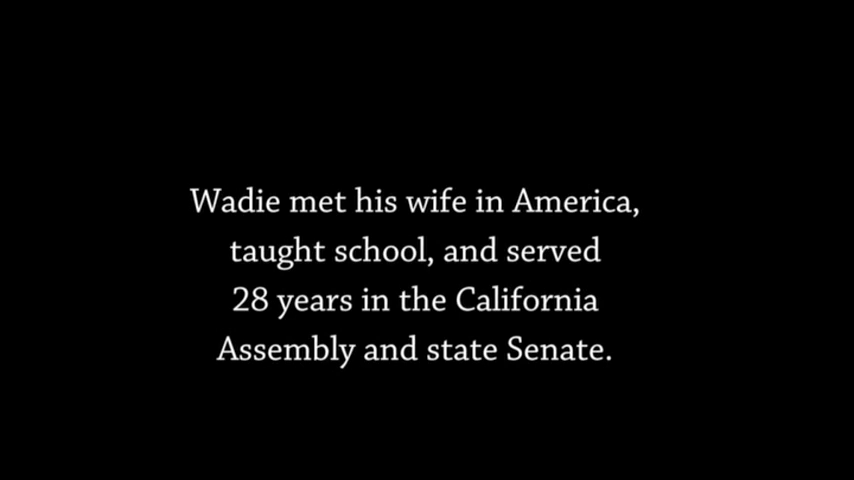 Wadie met his wife in America,
taught school, and served
28 years in the California
Assembly and state Senate.